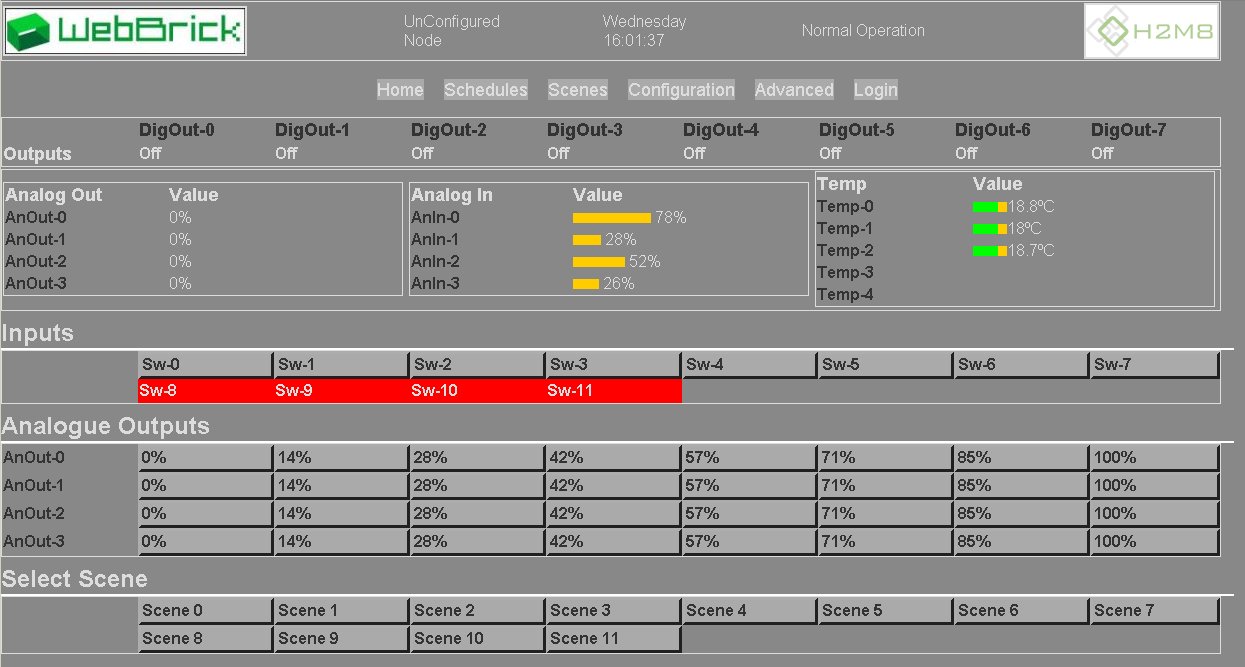 WebBrick
UnConfigured Node
Wednesday 16:01:37
Normal Operation
H2M8
Home Schedules Scenes Configuration Advanced Login
DigOut-0 DigOut-1 DigOut-2 DigOut-3 DigOut-4 DigOut-5 DigOut-6 DigOut-7
Outputs Off Off Off Off Off Off Off Off
Analog Out Value
AnOut-0 0%
AnOut-1 0%
AnOut-2 0%
AnOut-3 0%
Analog In Value
AnIn-0 78%
AnIn-1 28%
AnIn-2 52%
AnIn-3 26%
Temp Value
Temp-0 18.8ºC
Temp-1 18ºC
Temp-2 18.7ºC
Temp-3
Temp-4
Inputs
Sw-0 Sw-1 Sw-2 Sw-3 Sw-4 Sw-5 Sw-6 Sw-7
Sw-8 Sw-9 Sw-10 Sw-11
Analogue Outputs
AnOut-0 0% 14% 28% 42% 57% 71% 85% 100%
AnOut-1 0% 14% 28% 42% 57% 71% 85% 100%
AnOut-2 0% 14% 28% 42% 57% 71% 85% 100%
AnOut-3 0% 14% 28% 42% 57% 71% 85% 100%
Select Scene
Scene 0 Scene 1 Scene 2 Scene 3 Scene 4 Scene 5 Scene 6 Scene 7
Scene 8 Scene 9 Scene 10 Scene 11